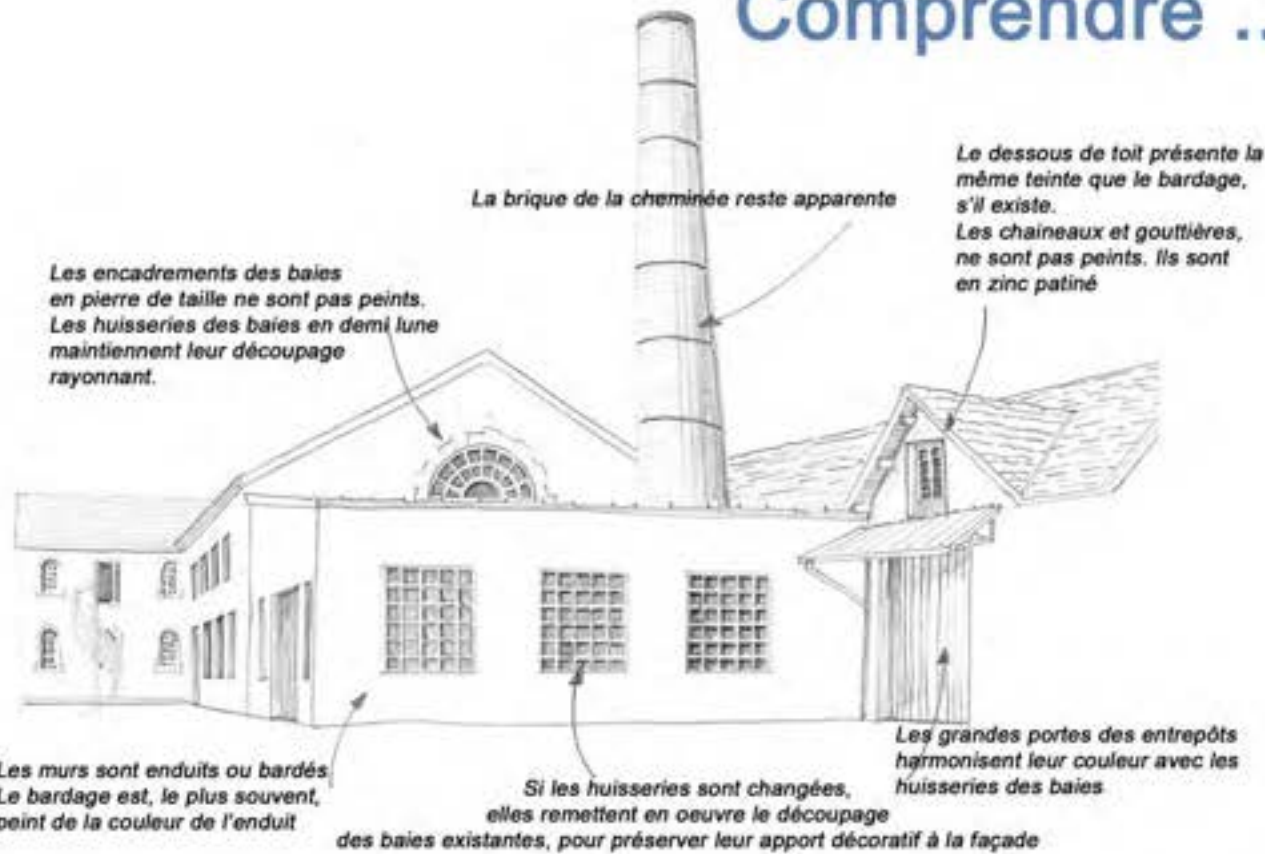 Comprendre ..
Le dessous de toit présente la
même teinte que le bardage,
s'il existe.
Les chaineaux et gouttières,
ne sont pas peints. Ils sont
en zinc patiné
La brique de la cheminée reste apparente
Les encadrements des baies
en pierre de taille ne sont pas peints.
Les huisseries des baies en demi lune
maintiennent leur découpage
rayonnant.
Les murs sont enduits ou bardés
Le bardage est, le plus souvent,
peint de la couleur de l'enduit
Si les huisseries sont changées,
elles remettent en oeuvre le découpage
des baies existantes, pour préserver leur apport décoratif à la façade
Les grandes portes des entrepôts
harmonisent leur couleur avec les
huisseries des baies